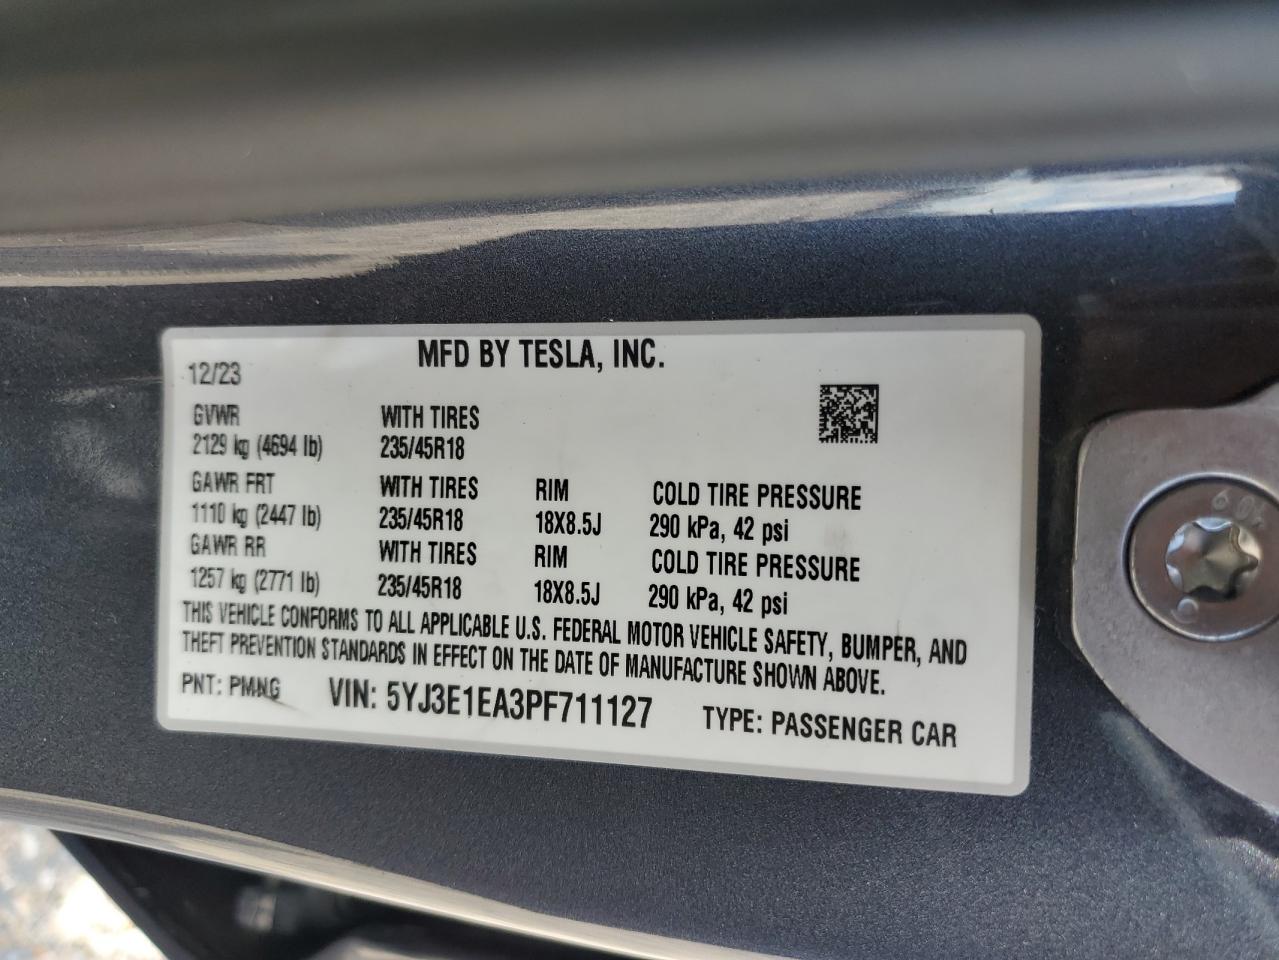 MFD BY TESLA, INC.
12/23
GVWR WITH TIRES
2129 kg (4694 lb) 235/45R18
GAWR FRT WITH TIRES RIM COLD TIRE PRESSURE
1110 kg (2447 lb) 235/45R18 18X8.5J 290 kPa, 42 psi
GAWR RR WITH TIRES RIM COLD TIRE PRESSURE
1257 kg (2771 lb) 235/45R18 18X8.5J 290 kPa, 42 psi
THIS VEHICLE CONFORMS TO ALL APPLICABLE U.S. FEDERAL MOTOR VEHICLE SAFETY, BUMPER, AND
THEFT PREVENTION STANDARDS IN EFFECT ON THE DATE OF MANUFACTURE SHOWN ABOVE.
PNT: PMNG VIN: 5YJ3E1EA3PF711127 TYPE: PASSENGER CAR